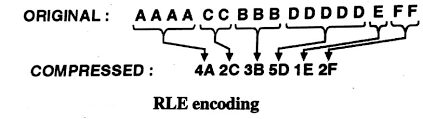 ORIGINAL : A A A A C C B B B D D D D D E F F
COMPRESSED : 4A 2C 3B 5D 1E 2F
RLE encoding